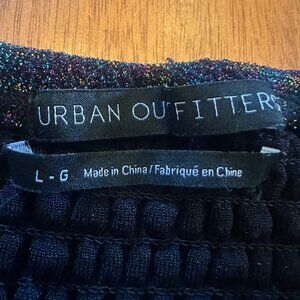 URBAN OUTFITTERS
L - G Made in China / Fabriqué en Chine